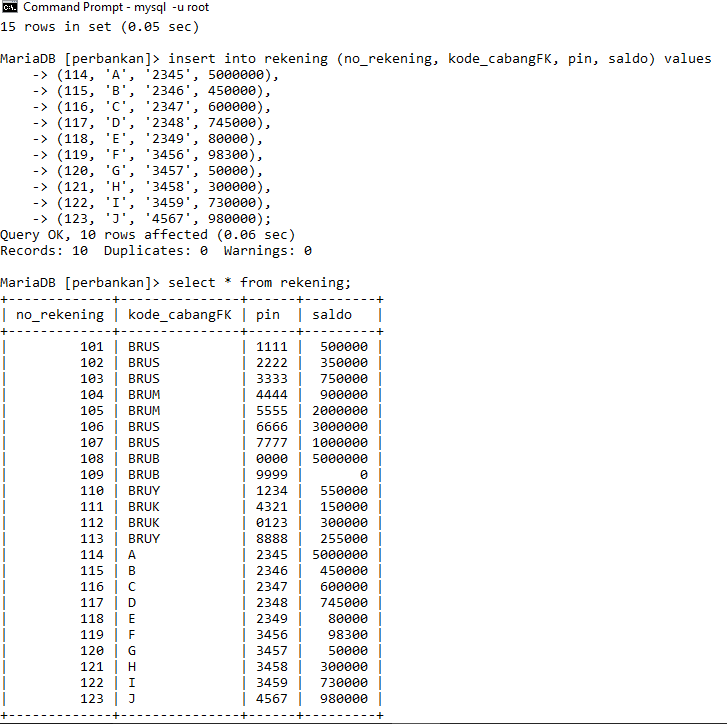 Command Prompt - mysql -u root
15 rows in set (0.05 sec)
MariaDB [perbankan]> insert into rekening (no_rekening, kode_cabangFK, pin, saldo) values
    -> (114, 'A', '2345', 5000000),
    -> (115, 'B', '2346', 450000),
    -> (116, 'C', '2347', 600000),
    -> (117, 'D', '2348', 745000),
    -> (118, 'E', '2349', 80000),
    -> (119, 'F', '3456', 98300),
    -> (120, 'G', '3457', 50000),
    -> (121, 'H', '3458', 300000),
    -> (122, 'I', '3459', 730000),
    -> (123, 'J', '4567', 980000);
Query OK, 10 rows affected (0.06 sec)
Records: 10  Duplicates: 0  Warnings: 0
MariaDB [perbankan]> select * from rekening;
+-------------+---------------+------+---------+
| no_rekening | kode_cabangFK | pin  | saldo   |
+-------------+---------------+------+---------+
|         101 | BRUS          | 1111 |  500000 |
|         102 | BRUS          | 2222 |  350000 |
|         103 | BRUS          | 3333 |  750000 |
|         104 | BRUM          | 4444 |  900000 |
|         105 | BRUM          | 5555 | 2000000 |
|         106 | BRUS          | 6666 | 3000000 |
|         107 | BRUS          | 7777 | 1000000 |
|         108 | BRUB          | 0000 | 5000000 |
|         109 | BRUB          | 9999 |       0 |
|         110 | BRUY          | 1234 |  550000 |
|         111 | BRUK          | 4321 |  150000 |
|         112 | BRUK          | 0123 |  300000 |
|         113 | BRUY          | 8888 |  255000 |
|         114 | A             | 2345 | 5000000 |
|         115 | B             | 2346 |  450000 |
|         116 | C             | 2347 |  600000 |
|         117 | D             | 2348 |  745000 |
|         118 | E             | 2349 |   80000 |
|         119 | F             | 3456 |   98300 |
|         120 | G             | 3457 |   50000 |
|         121 | H             | 3458 |  300000 |
|         122 | I             | 3459 |  730000 |
|         123 | J             | 4567 |  980000 |
+-------------+---------------+------+---------+